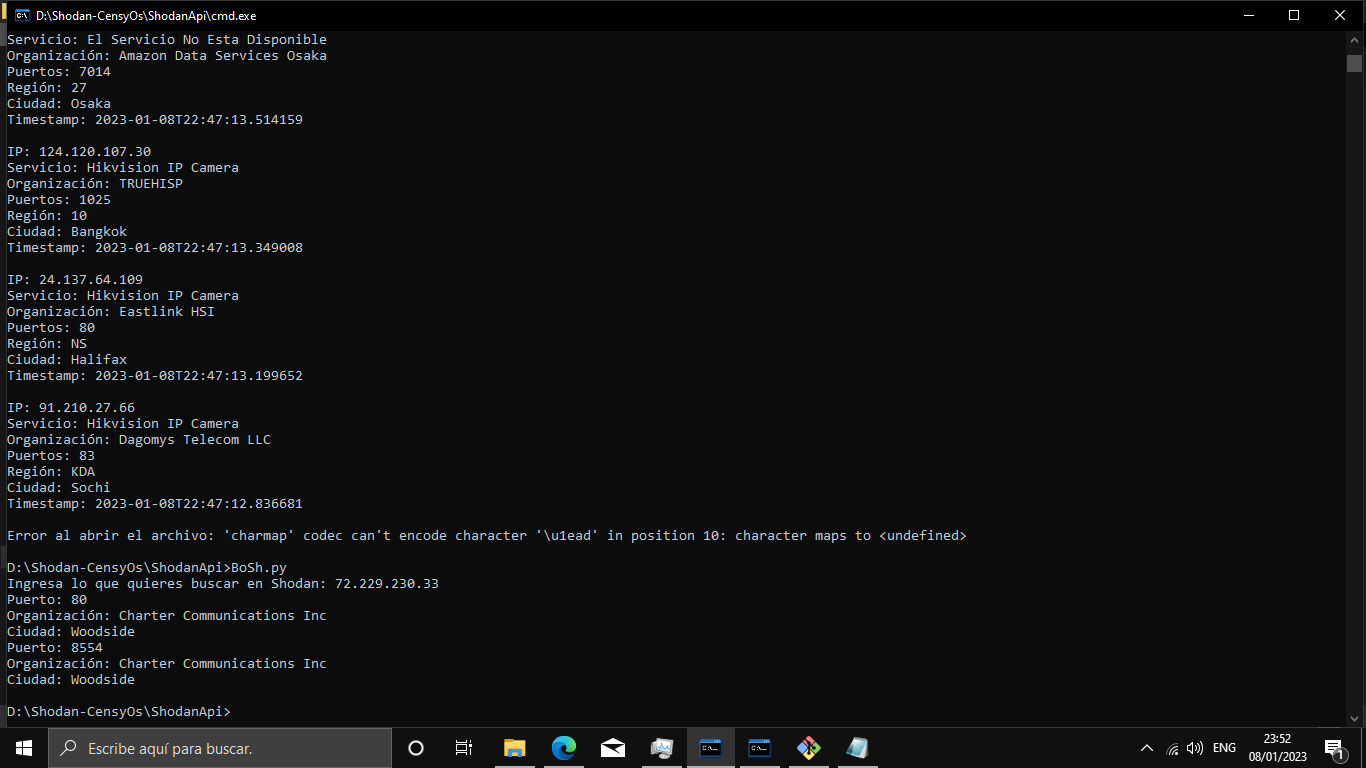 D:\Shodan-CensyOs\ShodanApi\cmd.exe
Servicio: El Servicio No Esta Disponible
Organización: Amazon Data Services Osaka
Puertos: 7014
Región: 27
Ciudad: Osaka
Timestamp: 2023-01-08T22:47:13.514159
IP: 124.120.107.30
Servicio: Hikvision IP Camera
Organización: TRUEHISP
Puertos: 1025
Región: 10
Ciudad: Bangkok
Timestamp: 2023-01-08T22:47:13.349008
IP: 24.137.64.109
Servicio: Hikvision IP Camera
Organización: Eastlink HSI
Puertos: 80
Región: NS
Ciudad: Halifax
Timestamp: 2023-01-08T22:47:13.199652
IP: 91.210.27.66
Servicio: Hikvision IP Camera
Organización: Dagomys Telecom LLC
Puertos: 83
Región: KDA
Ciudad: Sochi
Timestamp: 2023-01-08T22:47:12.836681
Error al abrir el archivo: 'charmap' codec can't encode character '\u1ead' in position 10: character maps to <undefined>
D:\Shodan-CensyOs\ShodanApi>BoSh.py
Ingresa lo que quieres buscar en Shodan: 72.229.230.33
Puerto: 80
Organización: Charter Communications Inc
Ciudad: Woodside
Puerto: 8554
Organización: Charter Communications Inc
Ciudad: Woodside
D:\Shodan-CensyOs\ShodanApi>
Escribe aquí para buscar.
ENG
23:52
08/01/2023
1